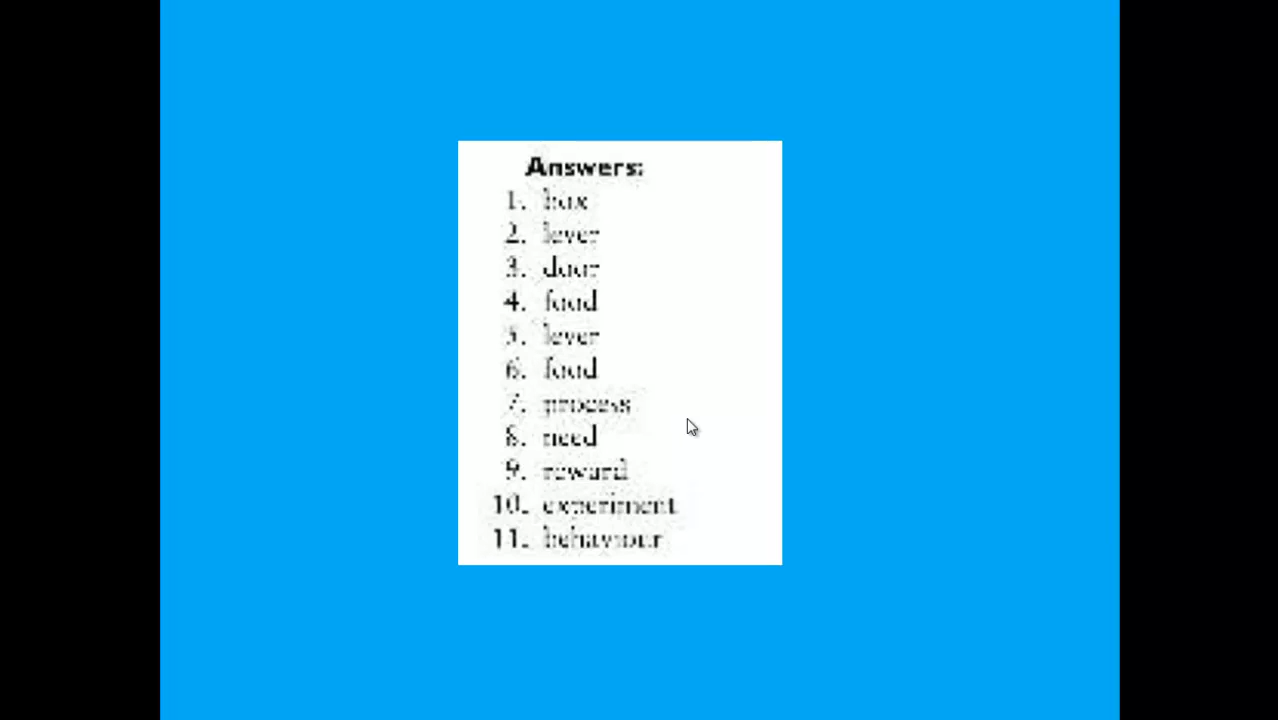 Answers:
1. box
2. lever
3. door
4. food
5. lever
6. food
7. process
8. need
9. reward
10. experiment
11. behaviour